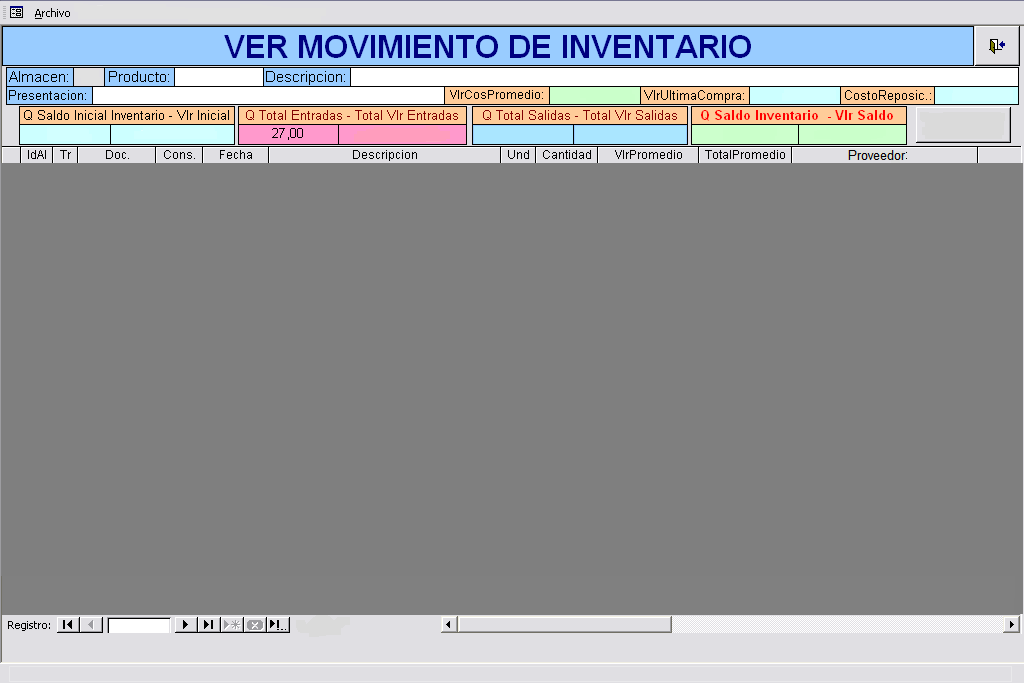 Archivo
VER MOVIMIENTO DE INVENTARIO
Almacen: Producto: Descripcion:
Presentacion: VlrCosPromedio: VlrUltimaCompra: CostoReposic.:
Q Saldo Inicial Inventario - Vlr Inicial Q Total Entradas - Total Vlr Entradas Q Total Salidas - Total Vlr Salidas Q Saldo Inventario - Vlr Saldo
27,00
IdAl Tr Doc. Cons. Fecha Descripcion Und Cantidad VlrPromedio TotalPromedio Proveedor:
Registro: